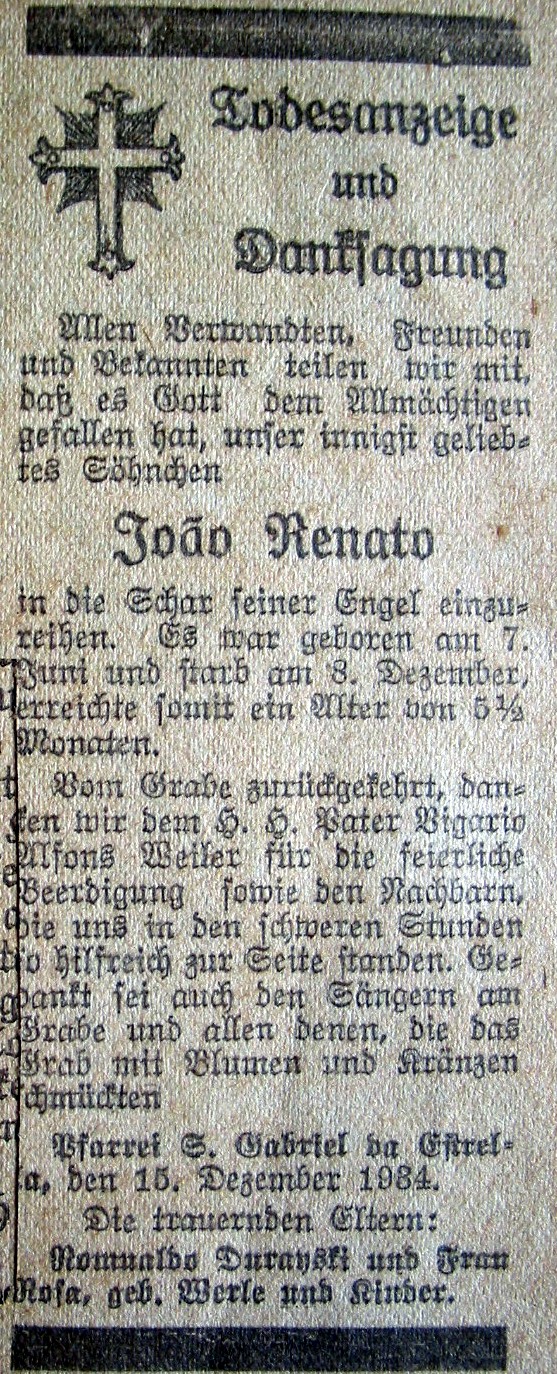 Todesanzeige
und
Danksagung
Allen Verwandten, Freunden
und Bekannten teilen wir mit,
daß es Gott dem Allmächtigen
gefallen hat, unser innigst gelieb-
tes Söhnchen
João Renato
in die Schar seiner Engel einzu-
reihen. Es war geboren am 7.
Juni und starb am 8. Dezember,
erreichte somit ein Alter von 5½
Monaten.
Vom Grabe zurückgekehrt, dan-
ken wir dem H. H. Pater Vigario
Alfons Weiler für die feierliche
Beerdigung sowie den Nachbarn,
die uns in den schweren Stunden
so hilfreich zur Seite standen. Ge-
dankt sei auch den Sängern am
Grabe und allen denen, die das
Grab mit Blumen und Kränzen
schmückten
Pfarrei S. Gabriel da Estrel-
la, den 15. Dezember 1934.
Die trauernden Eltern:
Romualdo Durayski und Frau
Rosa, geb. Werle und Kinder.